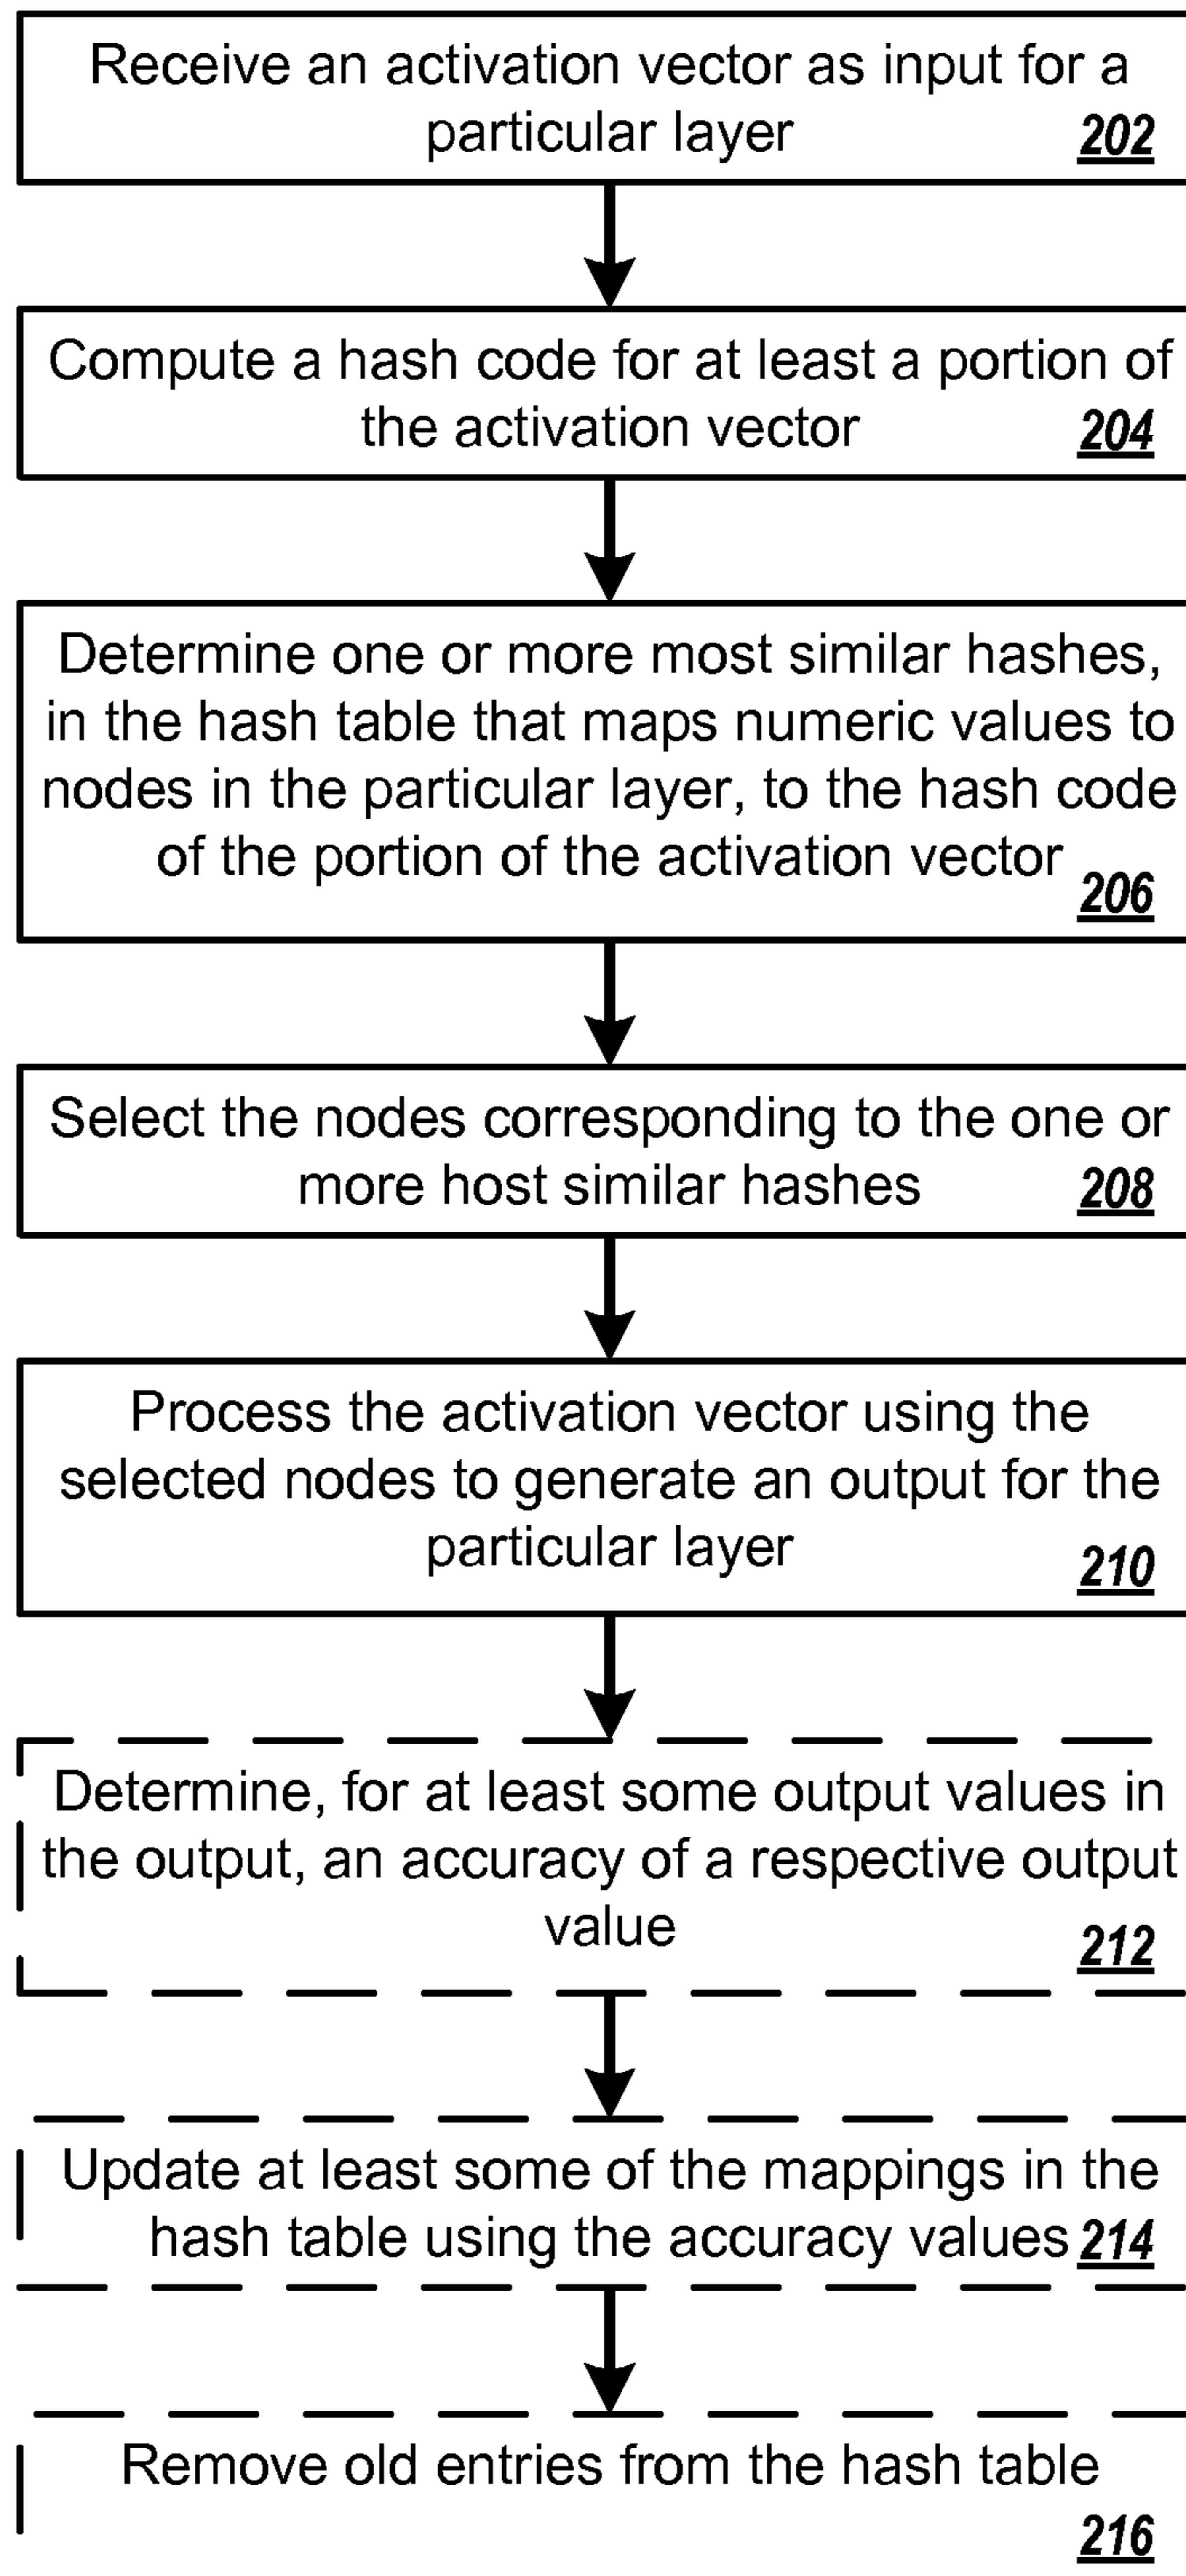 Receive an activation vector as input for a
particular layer 202
Compute a hash code for at least a portion of
the activation vector 204
Determine one or more most similar hashes,
in the hash table that maps numeric values to
nodes in the particular layer, to the hash code
of the portion of the activation vector 206
Select the nodes corresponding to the one or
more host similar hashes 208
Process the activation vector using the
selected nodes to generate an output for the
particular layer 210
Determine, for at least some output values in
the output, an accuracy of a respective output
value 212
Update at least some of the mappings in the
hash table using the accuracy values 214
Remove old entries from the hash table
216